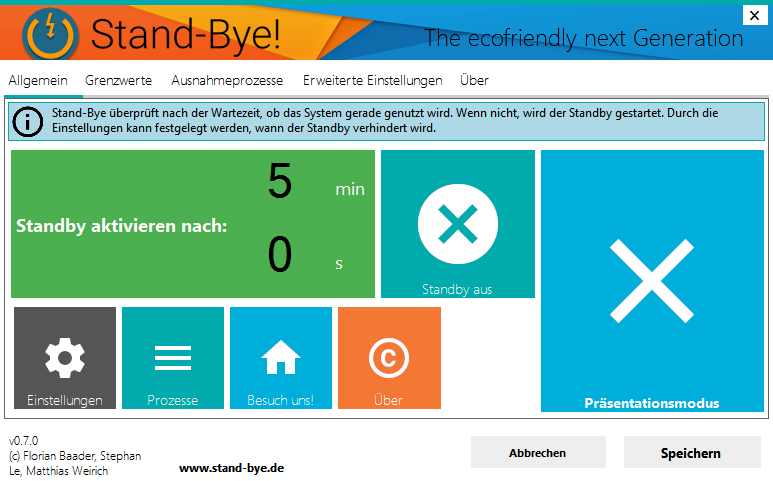 Stand-Bye!
The ecofriendly next Generation
Allgemein Grenzwerte Ausnahmeprozesse Erweiterte Einstellungen Über
Stand-Bye überprüft nach der Wartezeit, ob das System gerade genutzt wird. Wenn nicht, wird der Standby gestartet. Durch die
Einstellungen kann festgelegt werden, wann der Standby verhindert wird.
Standby aktivieren nach:
5 min
0 s
Standby aus
Präsentationsmodus
Einstellungen
Prozesse
Besuch uns!
Über
v0.7.0
(c) Florian Baader, Stephan
Le, Matthias Weirich
www.stand-bye.de
Abbrechen
Speichern